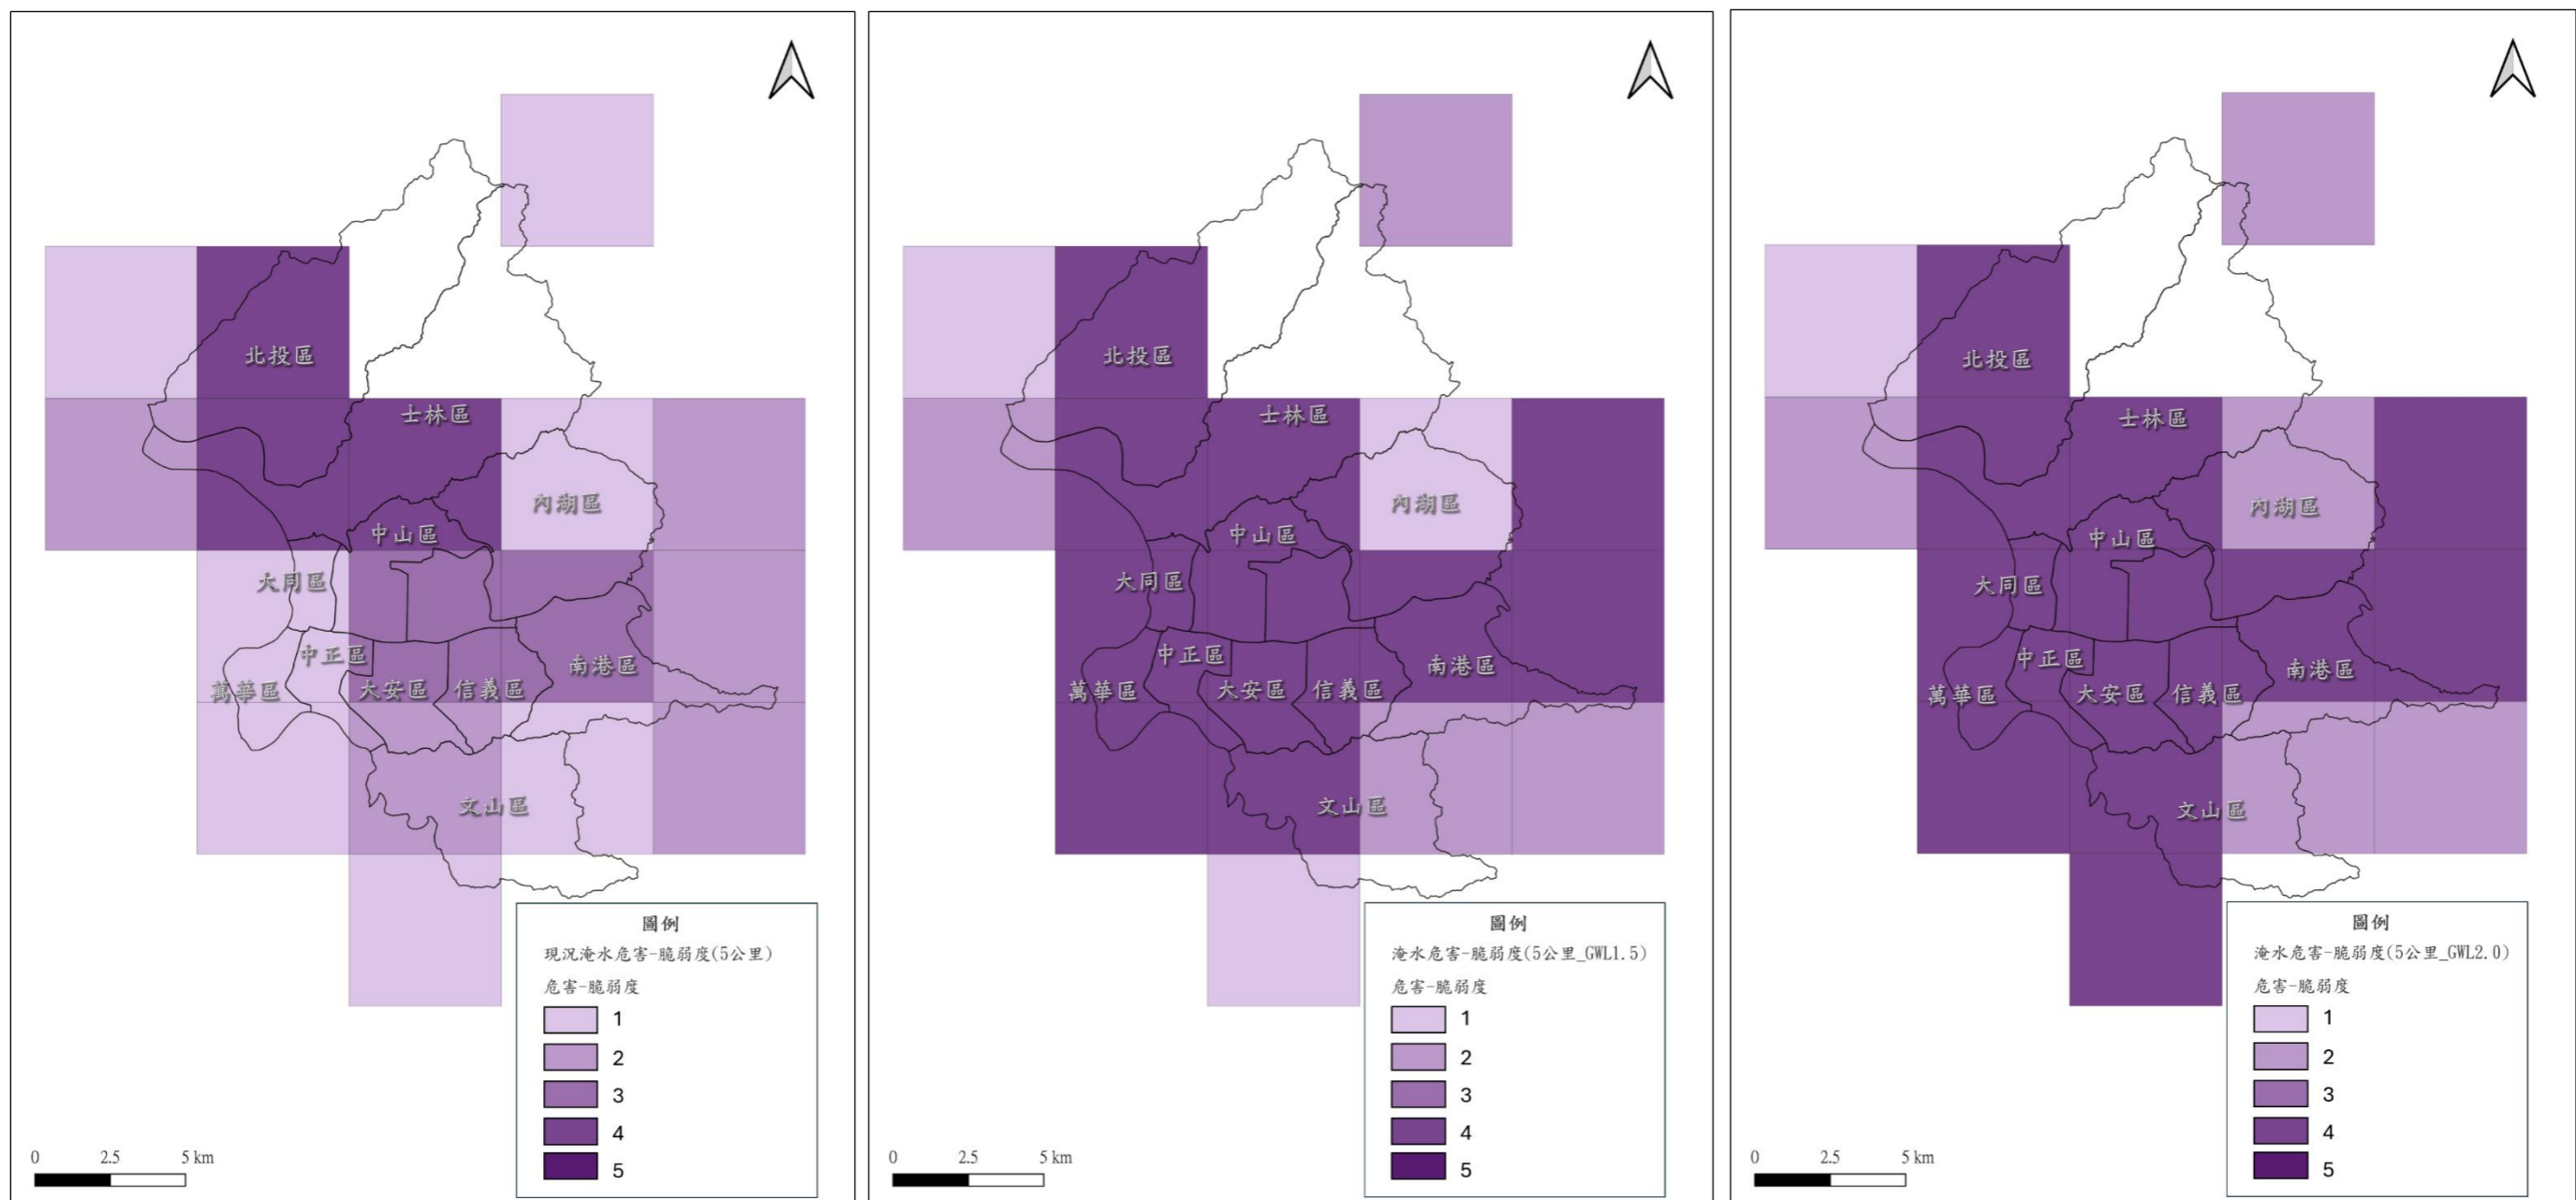 北投區
士林區
內湖區
中山區
大同區
中正區
南港區
萬華區
大安區
信義區
文山區
圖例
現況淹水危害-脆弱度(5公里)
危害-脆弱度
1
2
3
4
5
0 2.5 5 km
北投區
士林區
內湖區
中山區
大同區
中正區
南港區
萬華區
大安區
信義區
文山區
圖例
淹水危害-脆弱度(5公里_GWL1.5)
危害-脆弱度
1
2
3
4
5
0 2.5 5 km
北投區
士林區
內湖區
中山區
大同區
中正區
南港區
萬華區
大安區
信義區
文山區
圖例
淹水危害-脆弱度(5公里_GWL2.0)
危害-脆弱度
1
2
3
4
5
0 2.5 5 km